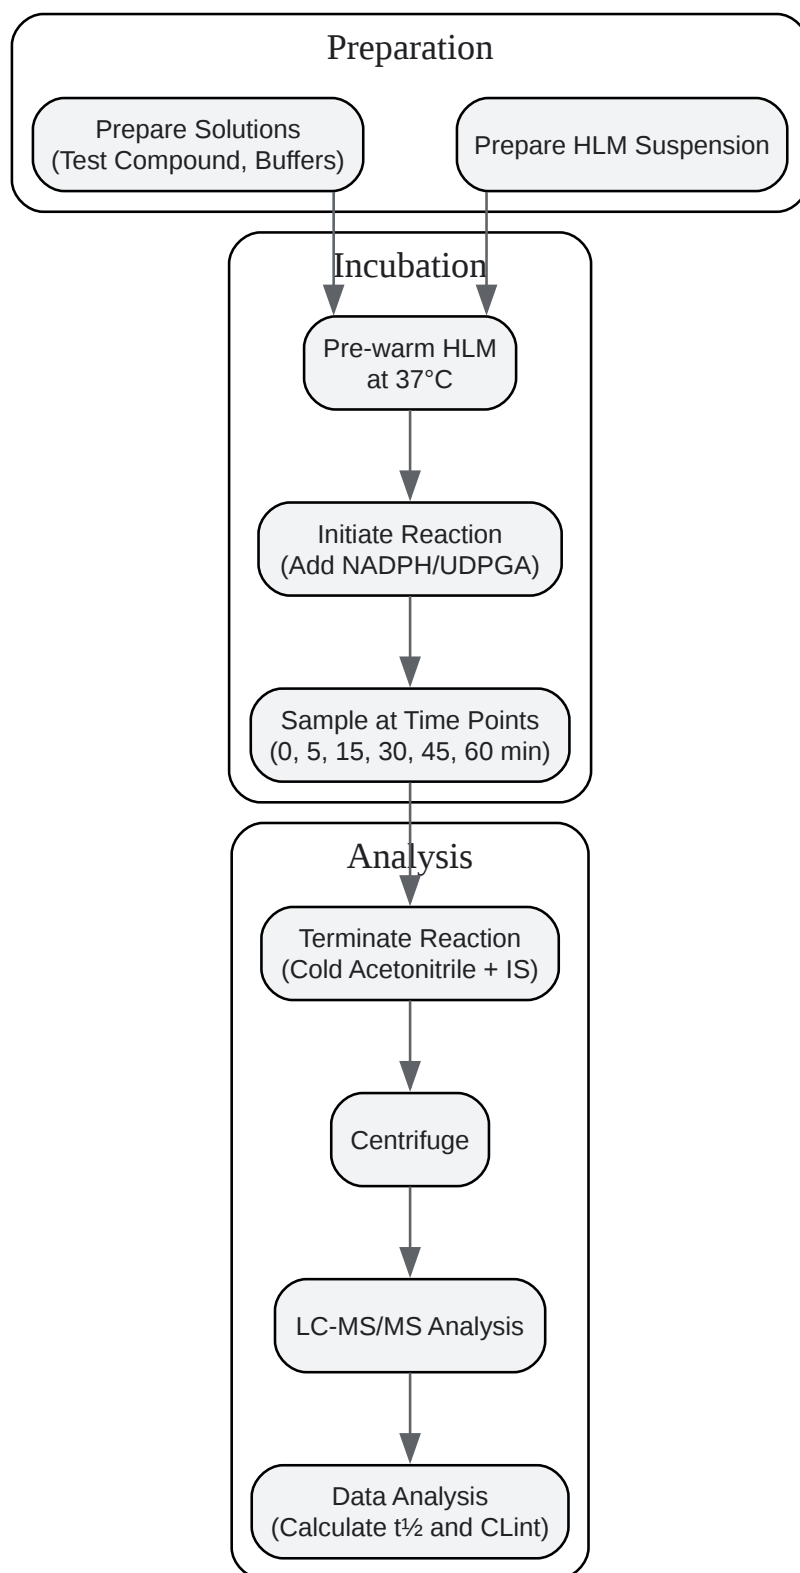 Preparation
Prepare Solutions
(Test Compound, Buffers)
Prepare HLM Suspension
Incubation
Pre-warm HLM
at 37°C
Initiate Reaction
(Add NADPH/UDPGA)
Sample at Time Points
(0, 5, 15, 30, 45, 60 min)
Analysis
Terminate Reaction
(Cold Acetonitrile + IS)
Centrifuge
LC-MS/MS Analysis
Data Analysis
(Calculate t½ and CLint)